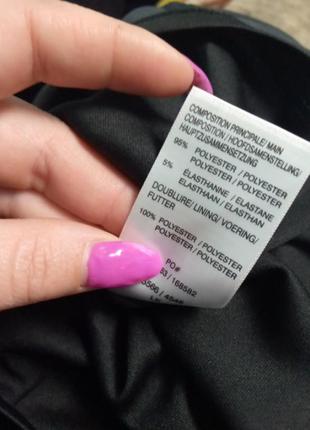 COMPOSITION PRINCIPALE/ MAIN
COMPOSITION / HOOFDSAMENSTELLING/
HAUPTZUSAMMENSETZUNG
95% POLYESTER / POLYESTER
POLYESTER / POLYESTER
5% ELASTHANNE / ELASTANE
ELASTHAAN / ELASTHAN
DOUBLURE/ LINING/ VOERING/
FUTTER
100% POLYESTER / POLYESTER
POLYESTER / POLYESTER
PO#
/ 168582